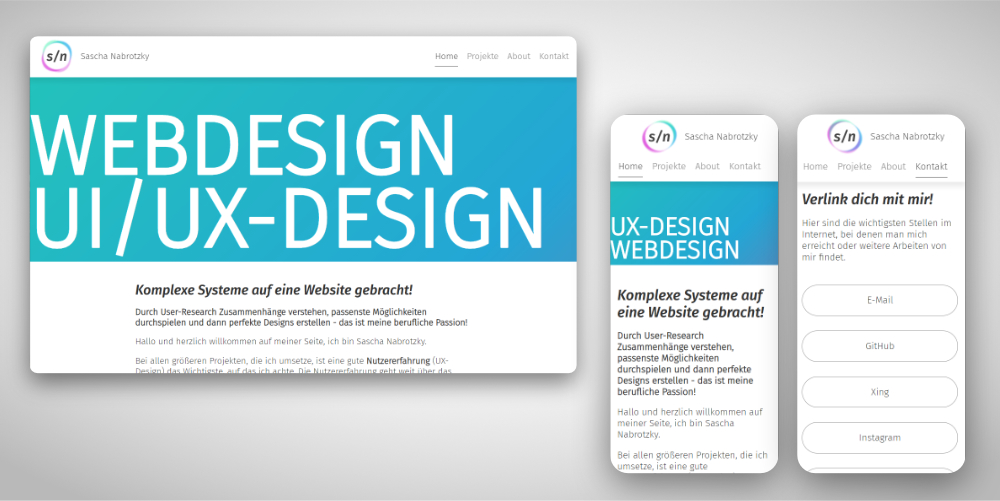 s/n Sascha Nabrotzky Home Projekte About Kontakt
WEBDESIGN
UI/UX-DESIGN
Komplexe Systeme auf eine Website gebracht!
Durch User-Research Zusammenhänge verstehen, passenste Möglichkeiten
durchspielen und dann perfekte Designs erstellen - das ist meine berufliche Passion!
Hallo und herzlich willkommen auf meiner Seite, ich bin Sascha Nabrotzky.
Bei allen größeren Projekten, die ich umsetze, ist eine gute Nutzererfahrung (UX-
Design) das Wichtigste, auf das ich achte. Die Nutzererfahrung geht weit über das
s/n Sascha Nabrotzky
Home Projekte About Kontakt
UX-DESIGN
WEBDESIGN
Komplexe Systeme auf
eine Website gebracht!
Durch User-Research
Zusammenhänge verstehen,
passenste Möglichkeiten
durchspielen und dann perfekte
Designs erstellen - das ist meine
berufliche Passion!
Hallo und herzlich willkommen auf
meiner Seite, ich bin Sascha
Nabrotzky.
Bei allen größeren Projekten, die ich
umsetze, ist eine gute
s/n Sascha Nabrotzky
Home Projekte About Kontakt
Verlink dich mit mir!
Hier sind die wichtigsten Stellen im
Internet, bei denen man mich
erreicht oder weitere Arbeiten von
mir findet.
E-Mail
GitHub
Xing
Instagram